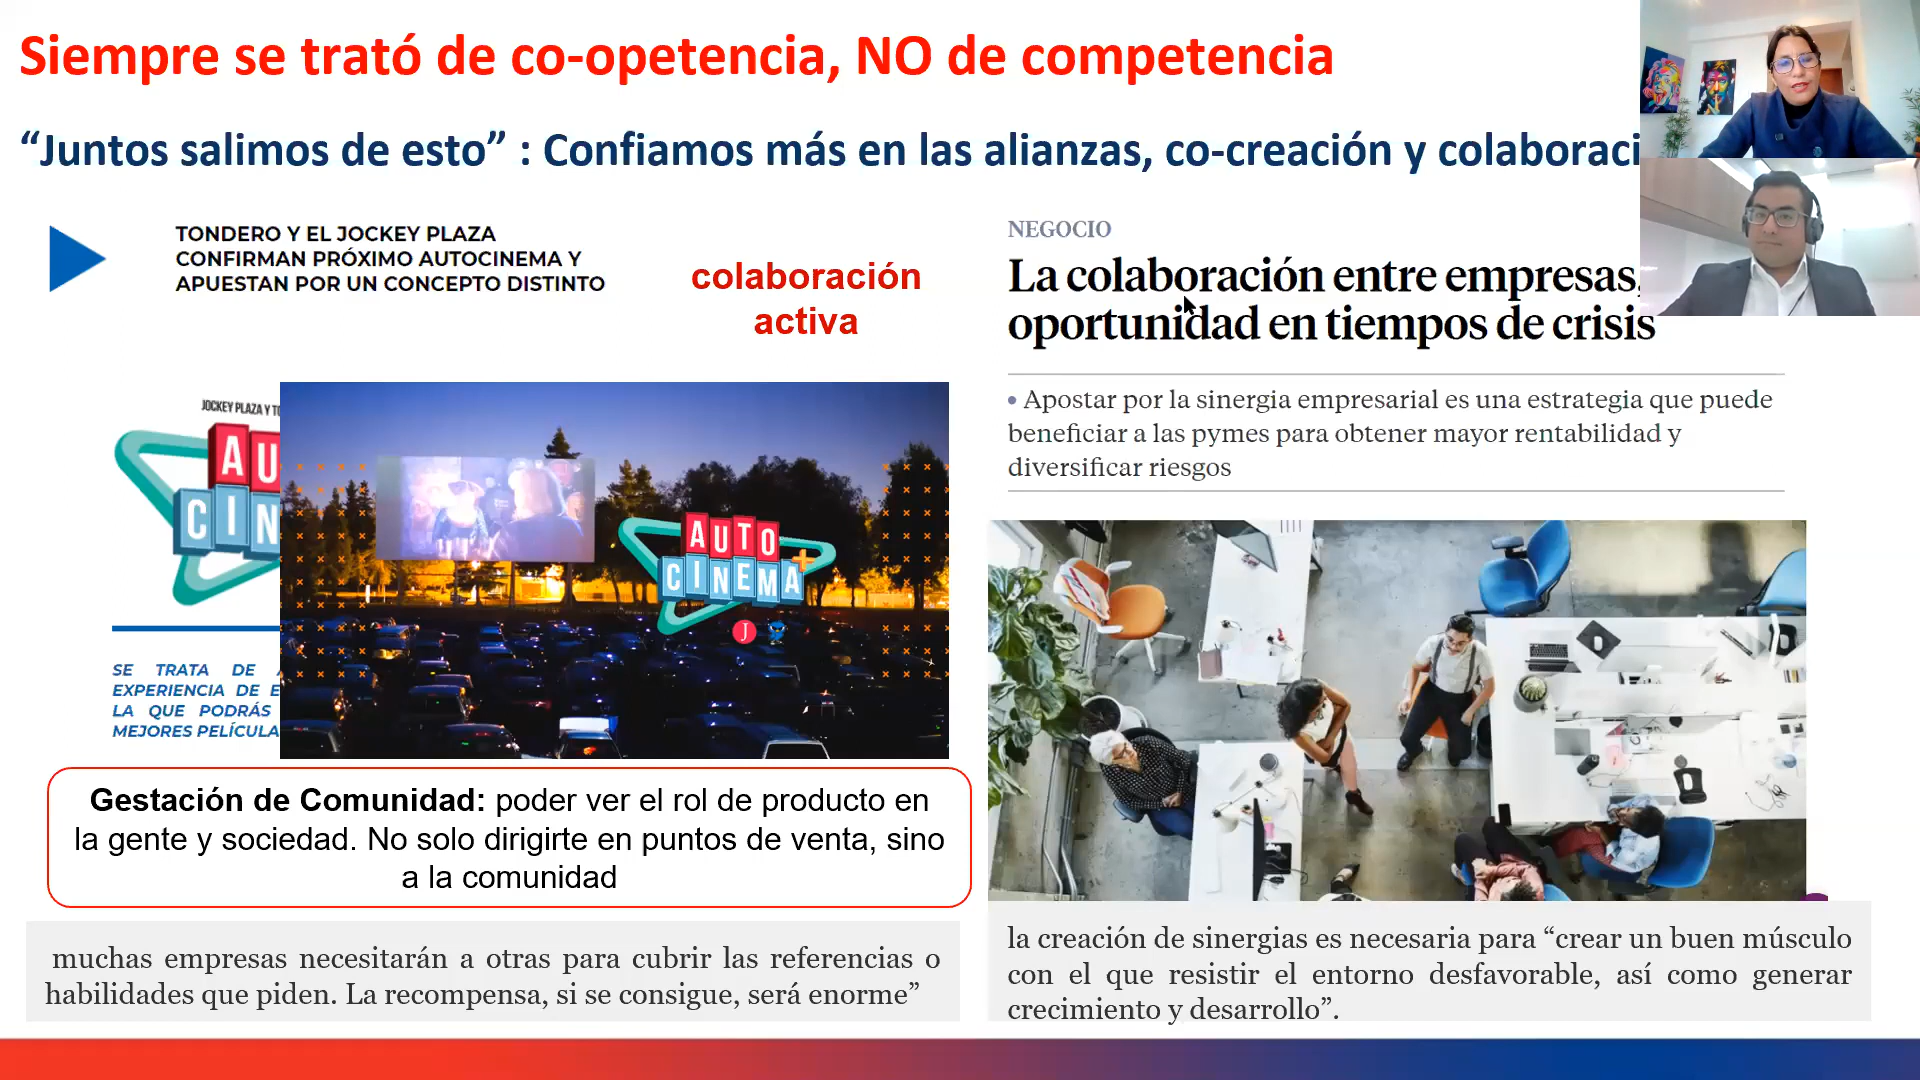 Siempre se trató de co-opetencia, NO de competencia
“Juntos salimos de esto” : Confiamos más en las alianzas, co-creación y colaboraci
TONDERO Y EL JOCKEY PLAZA
CONFIRMAN PRÓXIMO AUTOCINEMA Y
APUESTAN POR UN CONCEPTO DISTINTO
colaboración
activa
JOCKEY PLAZA Y T
AU
CIN
AUTO
CINEMA
J
SE TRATA DE
EXPERIENCIA DE E
LA QUE PODRÁS
MEJORES PELÍCULA
Gestación de Comunidad: poder ver el rol de producto en
la gente y sociedad. No solo dirigirte en puntos de venta, sino
a la comunidad
muchas empresas necesitarán a otras para cubrir las referencias o
habilidades que piden. La recompensa, si se consigue, será enorme”
NEGOCIO
La colaboración entre empresas,
oportunidad en tiempos de crisis
• Apostar por la sinergia empresarial es una estrategia que puede
beneficiar a las pymes para obtener mayor rentabilidad y
diversificar riesgos
la creación de sinergias es necesaria para “crear un buen músculo
con el que resistir el entorno desfavorable, así como generar
crecimiento y desarrollo”.